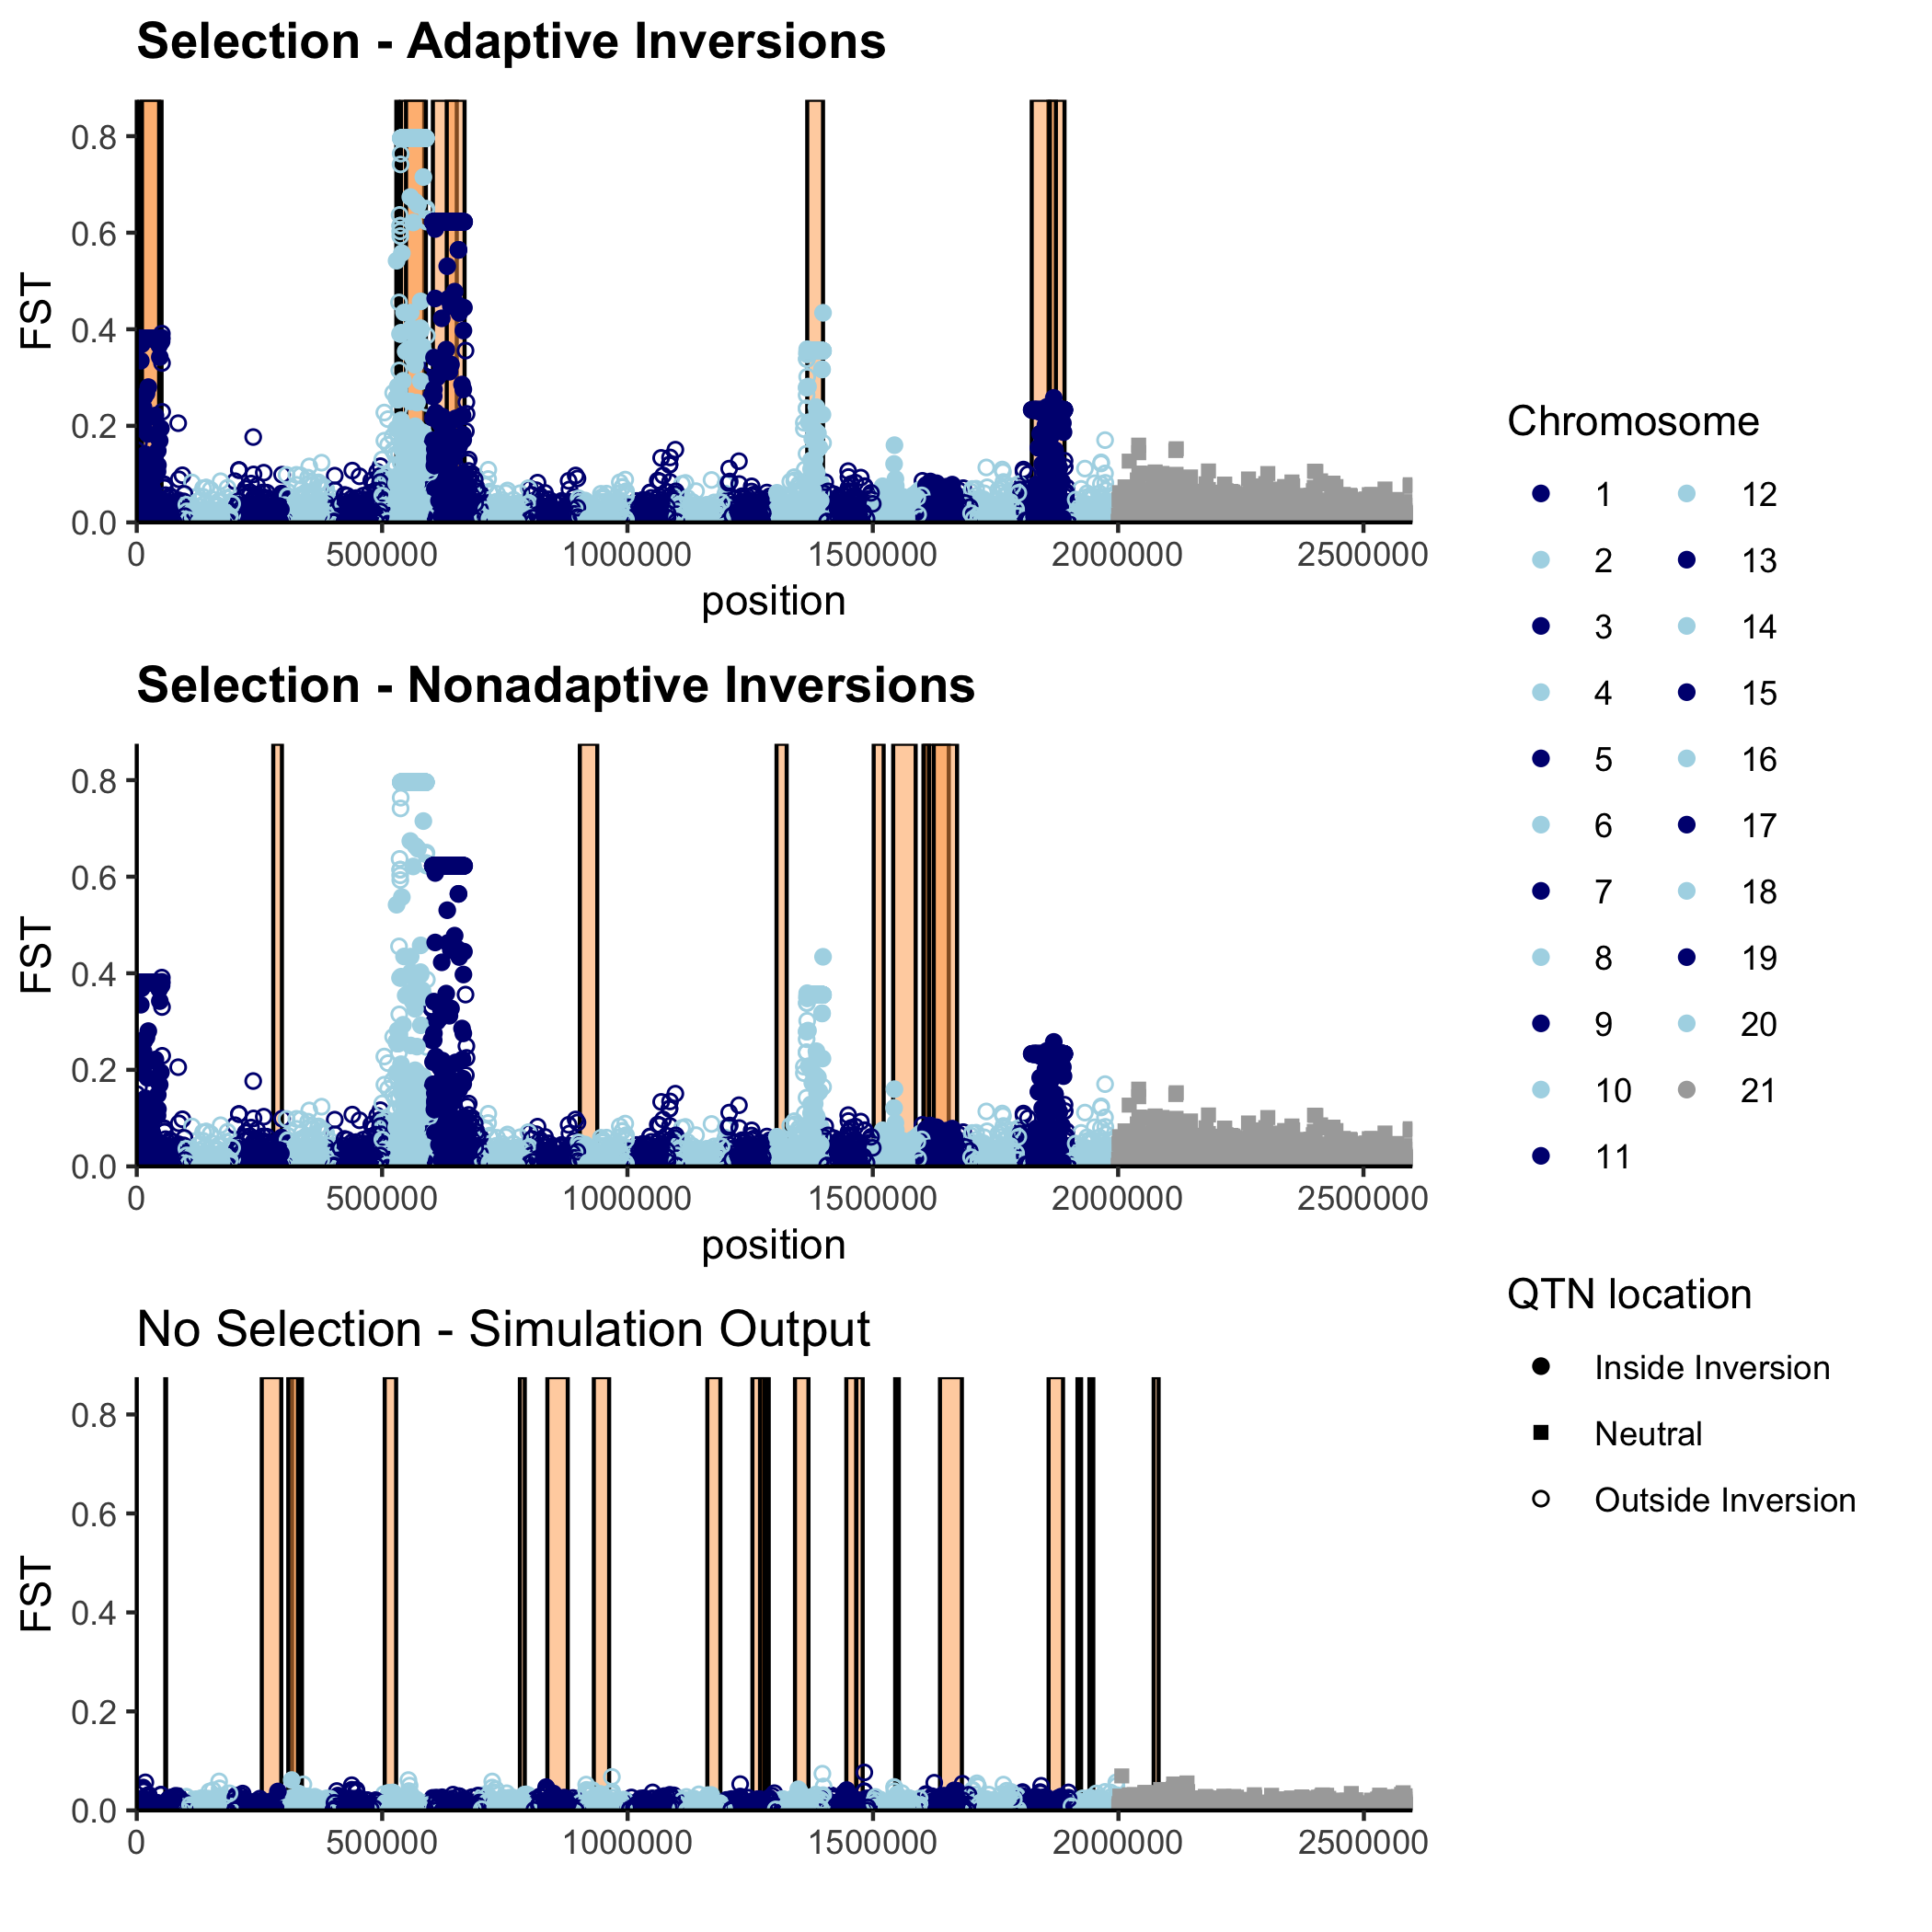 Selection - Adaptive Inversions
0.8
0.6
0.4
0.2
0.0
FST
0 500000 1000000 1500000 2000000 2500000
position
Selection - Nonadaptive Inversions
0.8
0.6
0.4
0.2
0.0
FST
0 500000 1000000 1500000 2000000 2500000
position
No Selection - Simulation Output
0.8
0.6
0.4
0.2
0.0
FST
0 500000 1000000 1500000 2000000 2500000
Chromosome
1 12
2 13
3 14
4 15
5 16
6 17
7 18
8 19
9 20
10 21
11
QTN location
Inside Inversion
Neutral
Outside Inversion